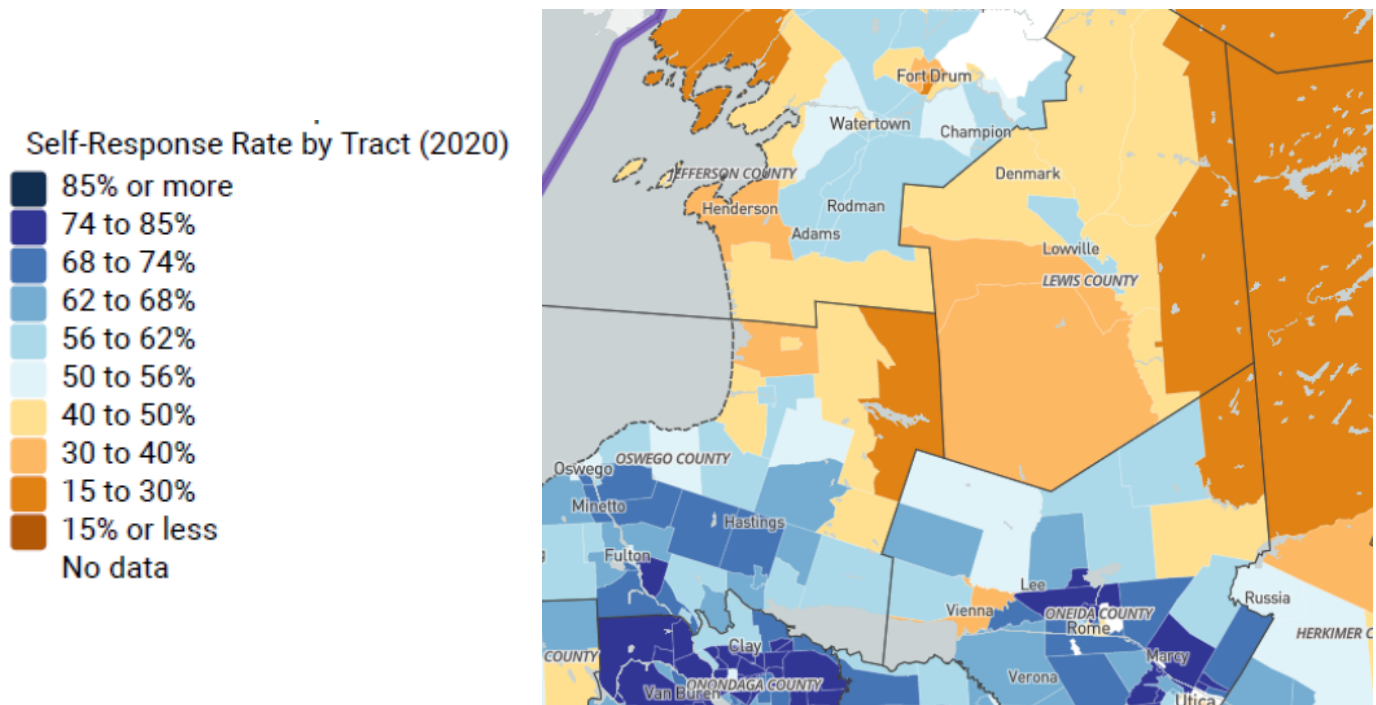 Self-Response Rate by Tract (2020)
85% or more
74 to 85%
68 to 74%
62 to 68%
56 to 62%
50 to 56%
40 to 50%
30 to 40%
15 to 30%
15% or less
No data
Fort Drum
Watertown
Champion
JEFFERSON COUNTY
Denmark
Henderson
Rodman
Adams
Lowville
LEWIS COUNTY
OSWEGO COUNTY
Oswego
Minetto
Hastings
Fulton
Lee
Vienna
ONEIDA COUNTY
Rome
Russia
HERKIMER C
COUNTY
Clay
Marcy
Verona
ONONDAGA COUNTY
Van Buren
Utica